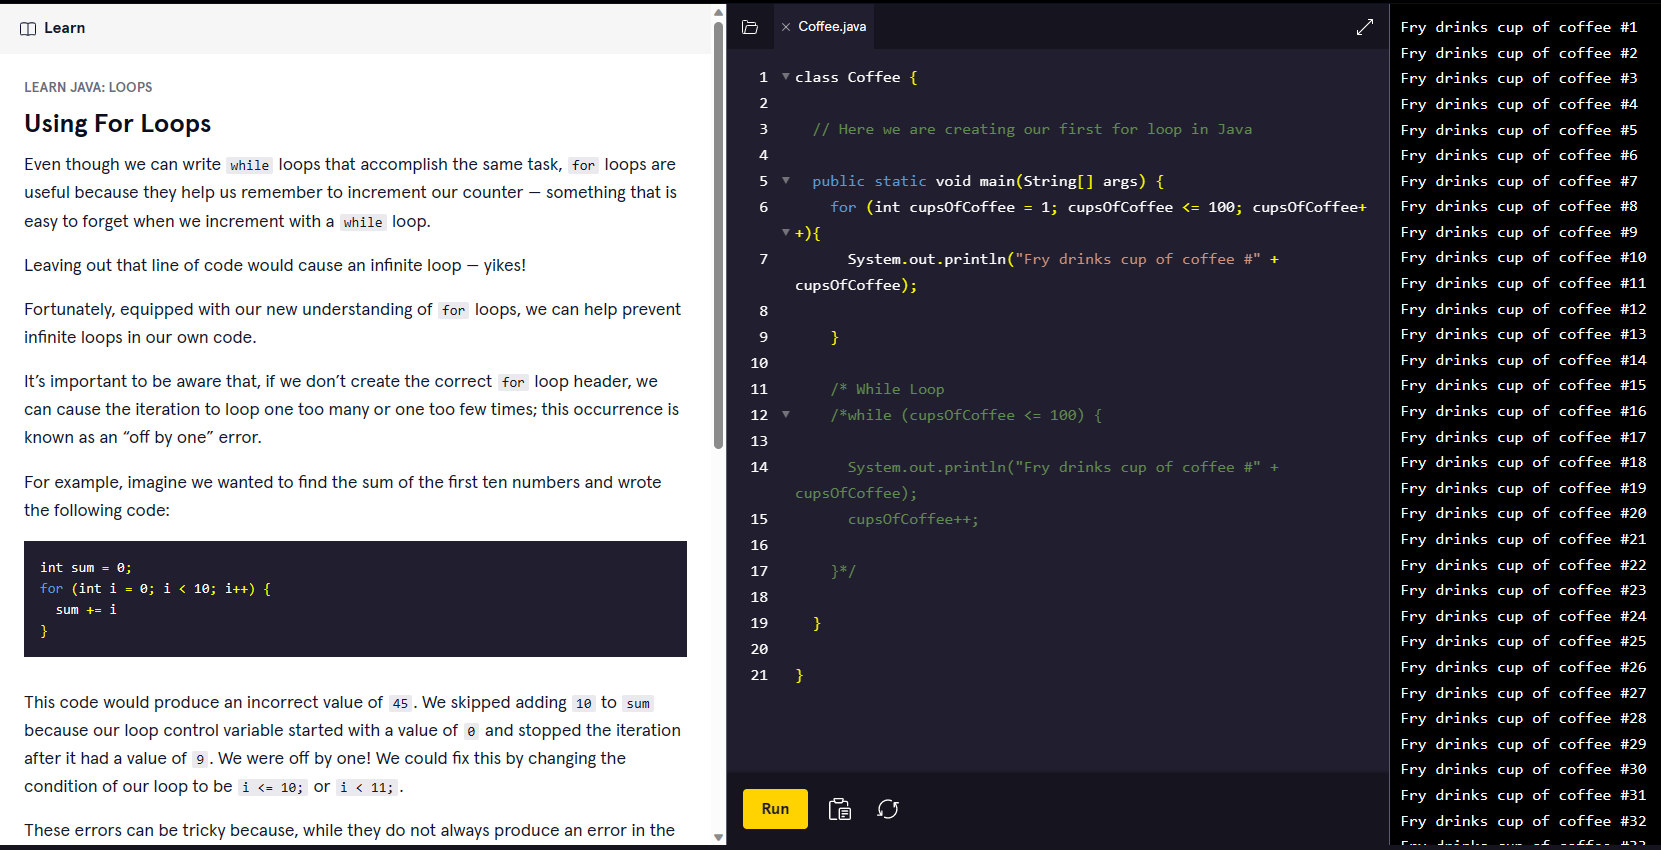 Learn
LEARN JAVA: LOOPS
Using For Loops
Even though we can write while loops that accomplish the same task, for loops are
useful because they help us remember to increment our counter — something that is
easy to forget when we increment with a while loop.
Leaving out that line of code would cause an infinite loop — yikes!
Fortunately, equipped with our new understanding of for loops, we can help prevent
infinite loops in our own code.
It’s important to be aware that, if we don’t create the correct for loop header, we
can cause the iteration to loop one too many or one too few times; this occurrence is
known as an “off by one” error.
For example, imagine we wanted to find the sum of the first ten numbers and wrote
the following code:
int sum = 0;
for (int i = 0; i < 10; i++) {
sum += i
}
This code would produce an incorrect value of 45. We skipped adding 10 to sum
because our loop control variable started with a value of 0 and stopped the iteration
after it had a value of 9. We were off by one! We could fix this by changing the
condition of our loop to be i <= 10; or i < 11;.
These errors can be tricky because, while they do not always produce an error in the
Coffee.java
1 class Coffee {
2
3 // Here we are creating our first for loop in Java
4
5 public static void main(String[] args) {
6 for (int cupsOfCoffee = 1; cupsOfCoffee <= 100; cupsOfCoffee+
+){
7 System.out.println("Fry drinks cup of coffee #" +
cupsOfCoffee);
8
9 }
10
11 /* While Loop
12 /*while (cupsOfCoffee <= 100) {
13
14 System.out.println("Fry drinks cup of coffee #" +
cupsOfCoffee);
15 cupsOfCoffee++;
16
17 }*/
18
19 }
20
21 }
Run
Fry drinks cup of coffee #1
Fry drinks cup of coffee #2
Fry drinks cup of coffee #3
Fry drinks cup of coffee #4
Fry drinks cup of coffee #5
Fry drinks cup of coffee #6
Fry drinks cup of coffee #7
Fry drinks cup of coffee #8
Fry drinks cup of coffee #9
Fry drinks cup of coffee #10
Fry drinks cup of coffee #11
Fry drinks cup of coffee #12
Fry drinks cup of coffee #13
Fry drinks cup of coffee #14
Fry drinks cup of coffee #15
Fry drinks cup of coffee #16
Fry drinks cup of coffee #17
Fry drinks cup of coffee #18
Fry drinks cup of coffee #19
Fry drinks cup of coffee #20
Fry drinks cup of coffee #21
Fry drinks cup of coffee #22
Fry drinks cup of coffee #23
Fry drinks cup of coffee #24
Fry drinks cup of coffee #25
Fry drinks cup of coffee #26
Fry drinks cup of coffee #27
Fry drinks cup of coffee #28
Fry drinks cup of coffee #29
Fry drinks cup of coffee #30
Fry drinks cup of coffee #31
Fry drinks cup of coffee #32